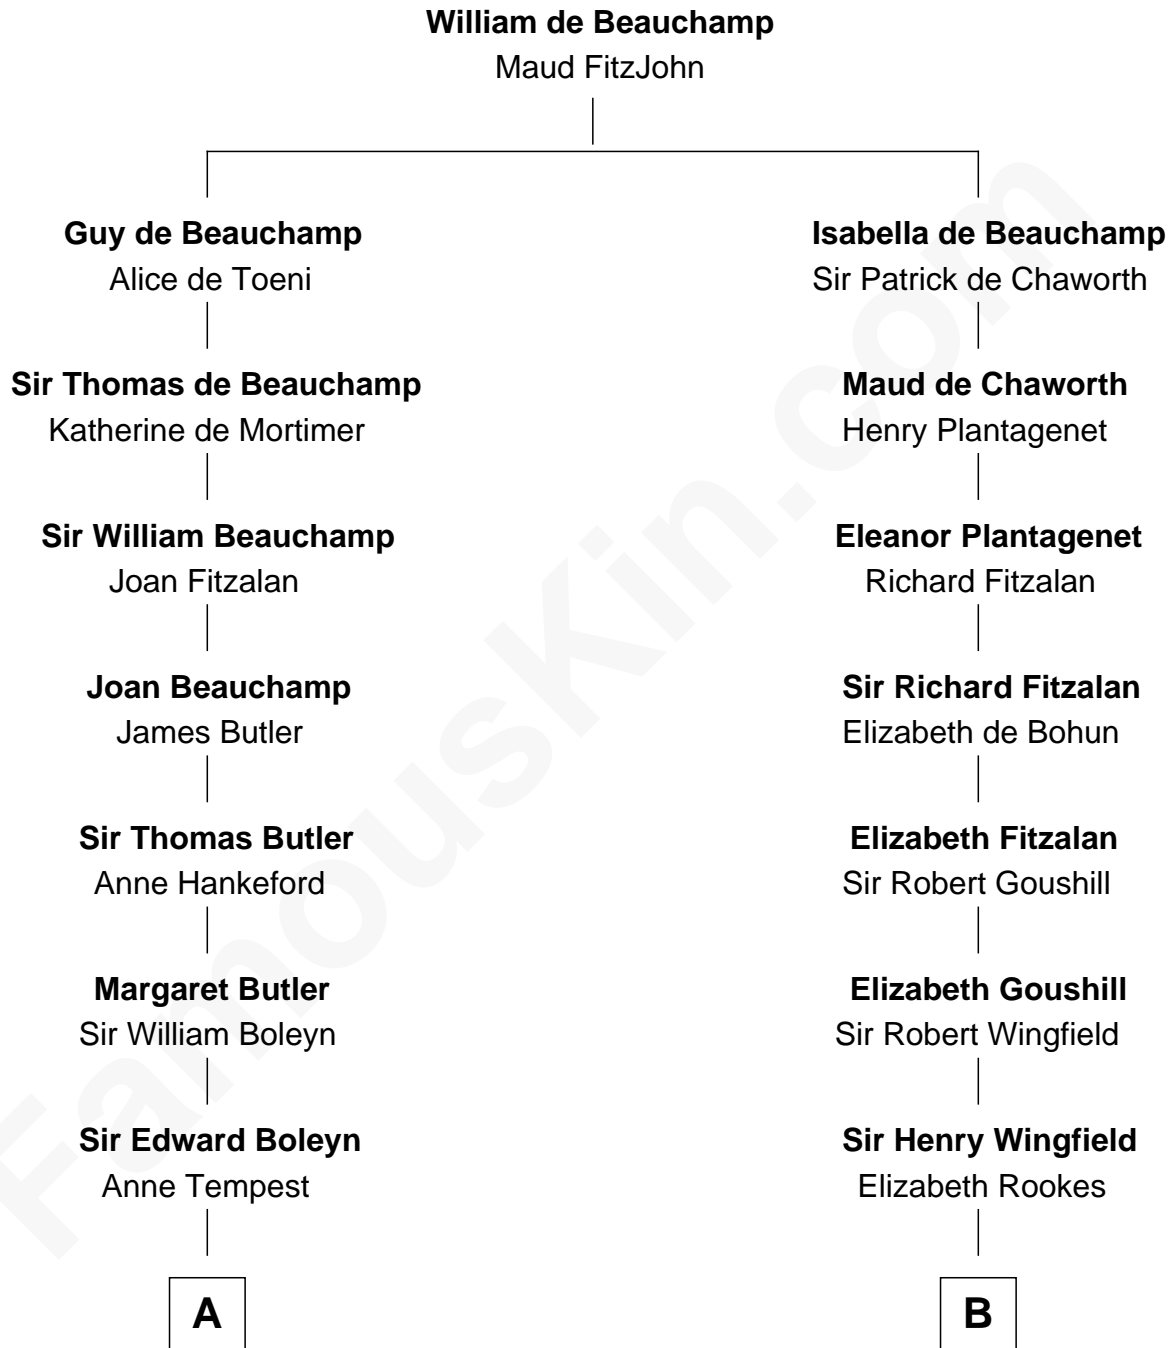 William de Beauchamp
Maud FitzJohn
Guy de Beauchamp
Alice de Toeni
Isabella de Beauchamp
Sir Patrick de Chaworth
Sir Thomas de Beauchamp
Katherine de Mortimer
Maud de Chaworth
Henry Plantagenet
Sir William Beauchamp
Joan Fitzalan
Eleanor Plantagenet
Richard Fitzalan
Joan Beauchamp
James Butler
Sir Richard Fitzalan
Elizabeth de Bohun
Sir Thomas Butler
Anne Hankeford
Elizabeth Fitzalan
Sir Robert Goushill
Margaret Butler
Sir William Boleyn
Elizabeth Goushill
Sir Robert Wingfield
Sir Edward Boleyn
Anne Tempest
Sir Henry Wingfield
Elizabeth Rookes
A
B
FamousKin.com